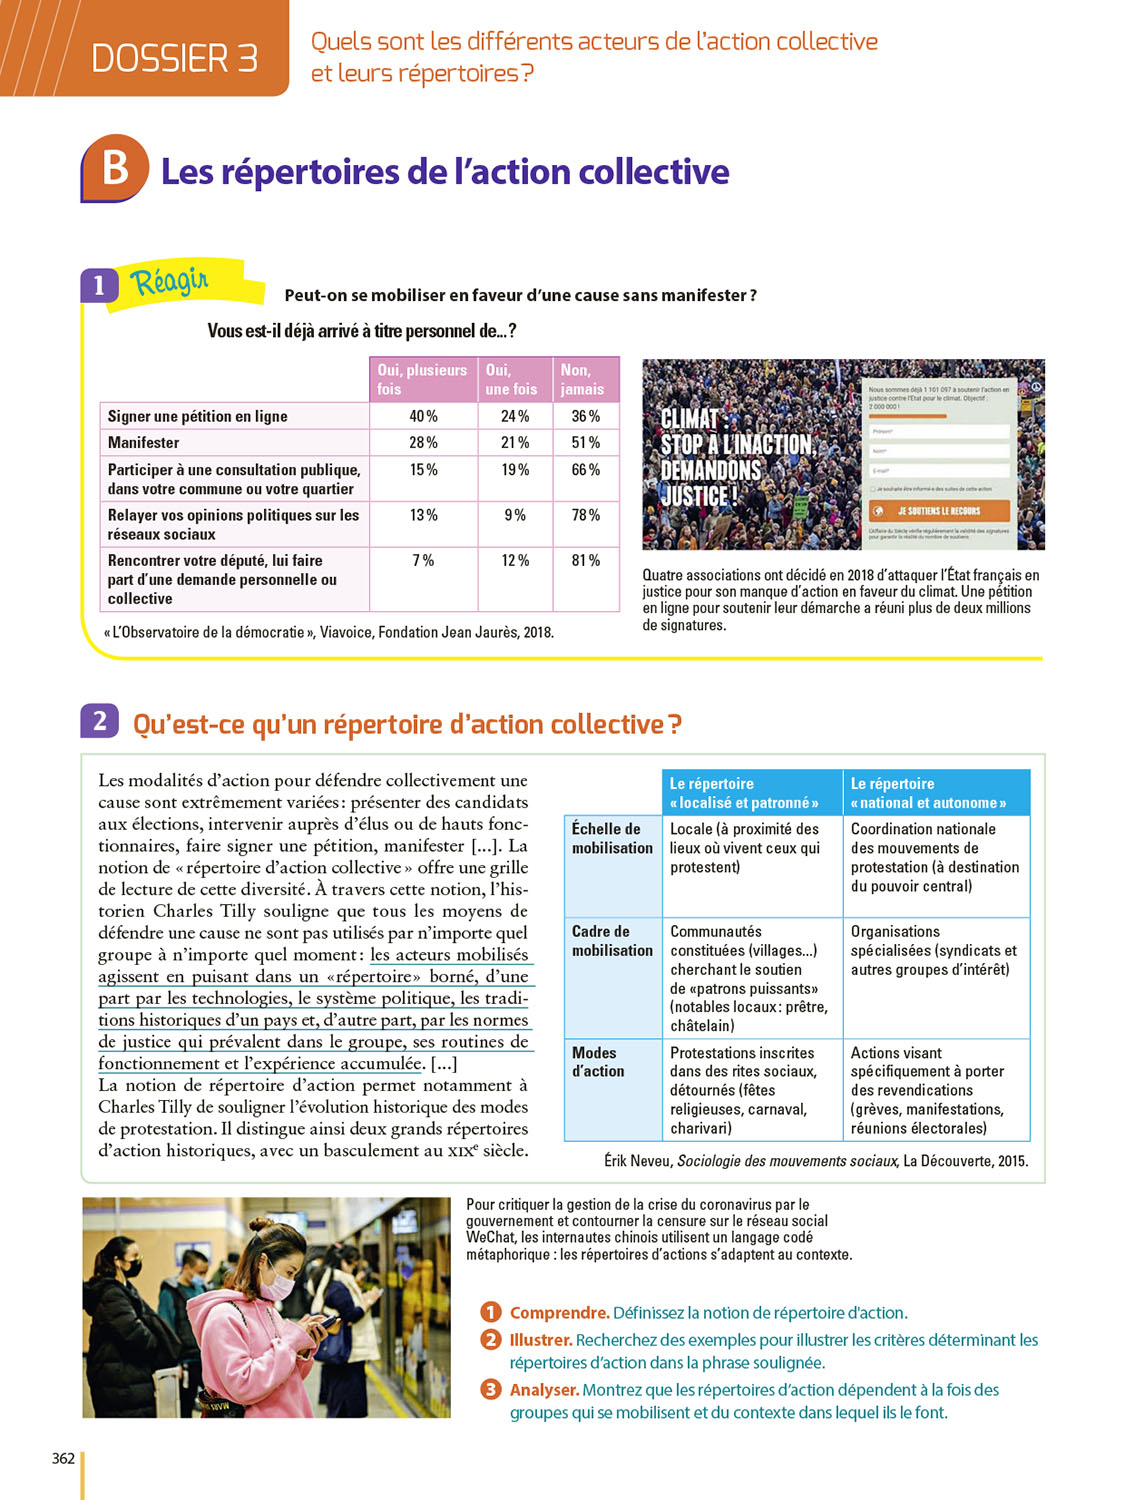 DOSSIER 3
Quels sont les différents acteurs de l'action collective
et leurs répertoires ?
B
Les répertoires de l'action collective
1
Réagir
Peut-on se mobiliser en faveur d'une cause sans manifester ?
Vous est-il déjà arrivé à titre personnel de... ?
Oui, plusieurs fois
Oui, une fois
Non, jamais
Signer une pétition en ligne 40 % 24 % 36 %
Manifester 28 % 21 % 51 %
Participer à une consultation publique, 15 % 19 % 66 %
dans votre commune ou votre quartier
Relayer vos opinions politiques sur les 13 % 9 % 78 %
réseaux sociaux
Rencontrer votre député, lui faire 7 % 12 % 81 %
part d'une demande personnelle ou
collective
« L'Observatoire de la démocratie », Viavoice, Fondation Jean Jaurès, 2018.
CLIMAT :
STOP À L'INACTION,
DEMANDONS
JUSTICE !
Nous sommes déjà 1 101 097 à soutenir l'action en
justice contre l'État pour le climat. Objectif :
2 000 000 !
Prénom*
Nom*
E-mail*
Je souhaite être informé·e des suites de cette action
JE SOUTIENS LE RECOURS
L'Affaire du Siècle vérifie régulièrement la validité des signatures
pour garantir la réalité du nombre de soutiens.
Quatre associations ont décidé en 2018 d'attaquer l'État français en
justice pour son manque d'action en faveur du climat. Une pétition
en ligne pour soutenir leur démarche a réuni plus de deux millions
de signatures.
2
Qu'est-ce qu'un répertoire d'action collective ?
Les modalités d'action pour défendre collectivement une
cause sont extrêmement variées : présenter des candidats
aux élections, intervenir auprès d'élus ou de hauts fonc-
tionnaires, faire signer une pétition, manifester [...]. La
notion de « répertoire d'action collective » offre une grille
de lecture de cette diversité. À travers cette notion, l'his-
torien Charles Tilly souligne que tous les moyens de
défendre une cause ne sont pas utilisés par n'importe quel
groupe à n'importe quel moment : les acteurs mobilisés
agissent en puisant dans un « répertoire » borné, d'une
part par les technologies, le système politique, les tradi-
tions historiques d'un pays et, d'autre part, par les normes
de justice qui prévalent dans le groupe, ses routines de
fonctionnement et l'expérience accumulée. [...]
La notion de répertoire d'action permet notamment à
Charles Tilly de souligner l'évolution historique des modes
de protestation. Il distingue ainsi deux grands répertoires
d'action historiques, avec un basculement au XIXe siècle.
Le répertoire
« localisé et patronné »
Le répertoire
« national et autonome »
Échelle de
mobilisation
Locale (à proximité des
lieux où vivent ceux qui
protestent)
Coordination nationale
des mouvements de
protestation (à destination
du pouvoir central)
Cadre de
mobilisation
Communautés
constituées (villages...)
cherchant le soutien
de «patrons puissants»
(notables locaux : prêtre,
châtelain)
Organisations
spécialisées (syndicats et
autres groupes d'intérêt)
Modes
d'action
Protestations inscrites
dans des rites sociaux,
détournés (fêtes
religieuses, carnaval,
charivari)
Actions visant
spécifiquement à porter
des revendications
(grèves, manifestations,
réunions électorales)
Érik Neveu, Sociologie des mouvements sociaux, La Découverte, 2015.
Pour critiquer la gestion de la crise du coronavirus par le
gouvernement et contourner la censure sur le réseau social
WeChat, les internautes chinois utilisent un langage codé
métaphorique : les répertoires d'actions s'adaptent au contexte.
1 Comprendre. Définissez la notion de répertoire d'action.
2 Illustrer. Recherchez des exemples pour illustrer les critères déterminant les
répertoires d'action dans la phrase soulignée.
3 Analyser. Montrez que les répertoires d'action dépendent à la fois des
groupes qui se mobilisent et du contexte dans lequel ils le font.
362